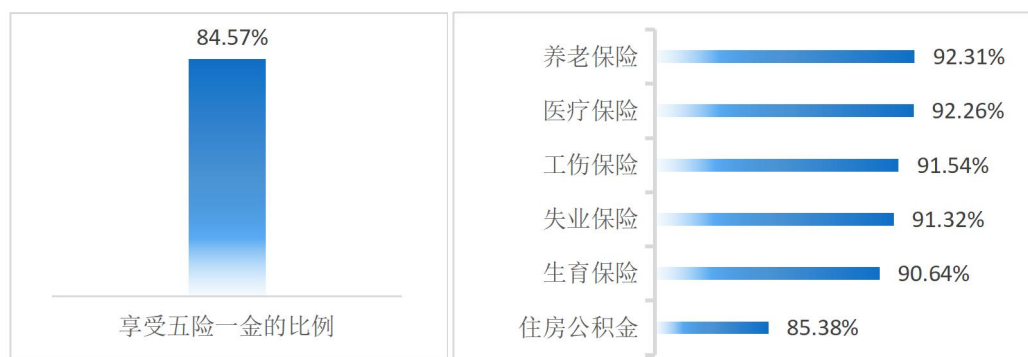 84.57%
享受五险一金的比例
养老保险 92.31%
医疗保险 92.26%
工伤保险 91.54%
失业保险 91.32%
生育保险 90.64%
住房公积金 85.38%